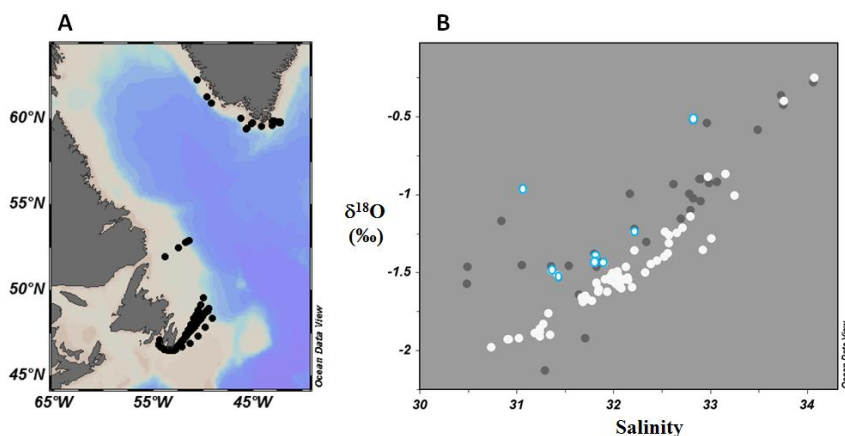 A
60°N
55°N
50°N
45°N
65°W
55°W
45°W
Ocean Data View
B
δ¹⁸O
(‰)
-0.5
-1
-1.5
-2
30
31
32
33
34
Salinity
Ocean Data View